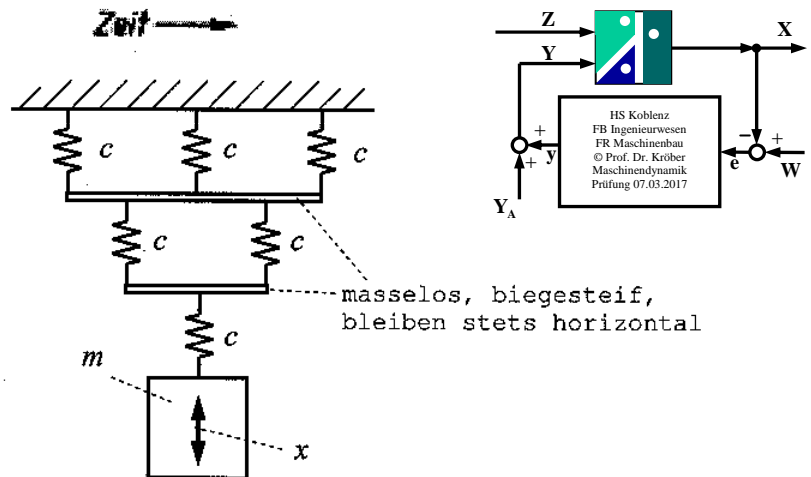 Zeit
Z
X
Y
HS Koblenz
FB Ingenieurwesen
FR Maschinenbau
© Prof. Dr. Kröber
Maschinendynamik
Prüfung 07.03.2017
+
y
+
Y_A
−
+
e
W
c
c
c
c
c
masselos, biegesteif,
bleiben stets horizontal
c
m
x